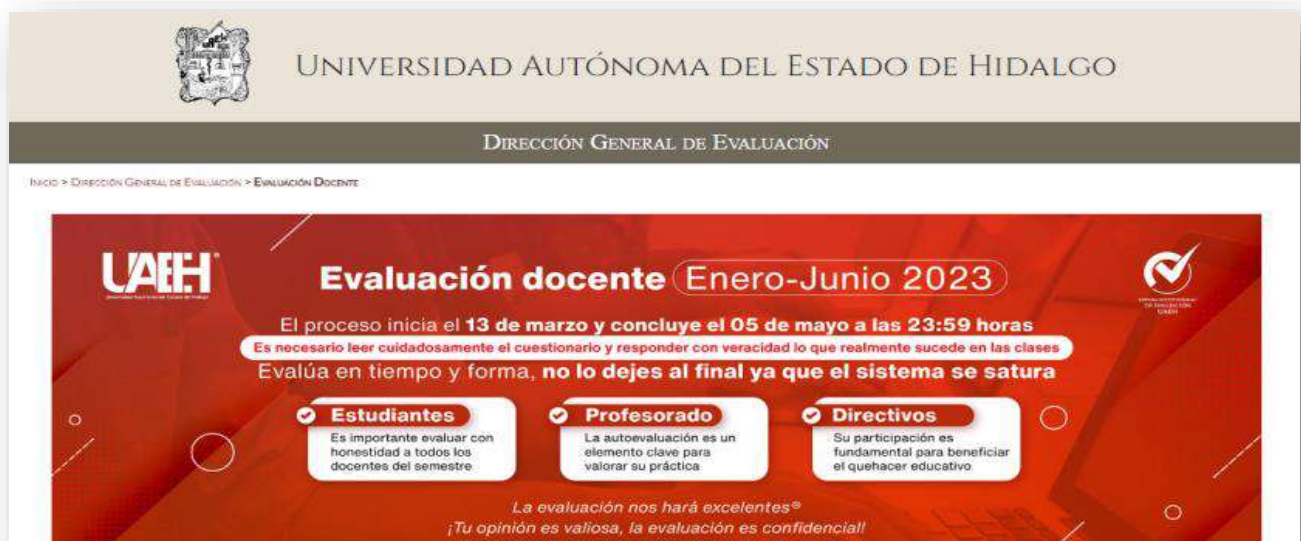 UNIVERSIDAD AUTÓNOMA DEL ESTADO DE HIDALGO
DIRECCIÓN GENERAL DE EVALUACIÓN
INICIO > DIRECCIÓN GENERAL DE EVALUACIÓN > EVALUACIÓN DOCENTE
UAEH
Evaluación docente Enero-Junio 2023
El proceso inicia el 13 de marzo y concluye el 05 de mayo a las 23:59 horas
Es necesario leer cuidadosamente el cuestionario y responder con veracidad lo que realmente sucede en las clases
Evalúa en tiempo y forma, no lo dejes al final ya que el sistema se satura
Estudiantes
Es importante evaluar con
honestidad a todos los
docentes del semestre
Profesorado
La autoevaluación es un
elemento clave para
valorar su práctica
Directivos
Su participación es
fundamental para beneficiar
el quehacer educativo
La evaluación nos hará excelentes®
¡Tu opinión es valiosa, la evaluación es confidencial!